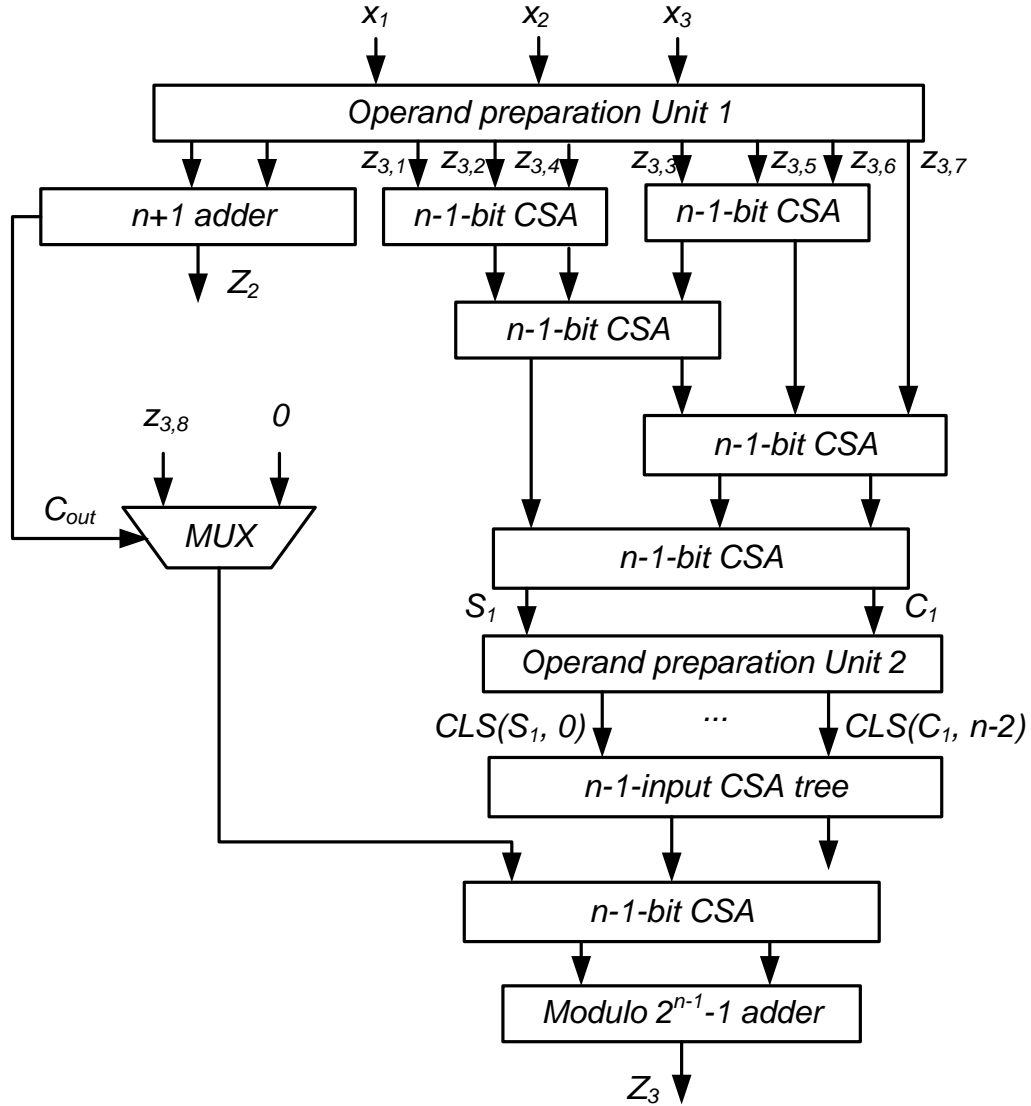 x₁ x₂ x₃
Operand preparation Unit 1
z₃,₁ z₃,₂ z₃,₄ z₃,₃ z₃,₅ z₃,₆ z₃,₇
n+1 adder n-1-bit CSA n-1-bit CSA
Z₂
n-1-bit CSA
z₃,₈ 0
n-1-bit CSA
Cout
MUX
n-1-bit CSA
S₁ C₁
Operand preparation Unit 2
CLS(S₁, 0) ... CLS(C₁, n-2)
n-1-input CSA tree
n-1-bit CSA
Modulo 2ⁿ⁻¹-1 adder
Z₃